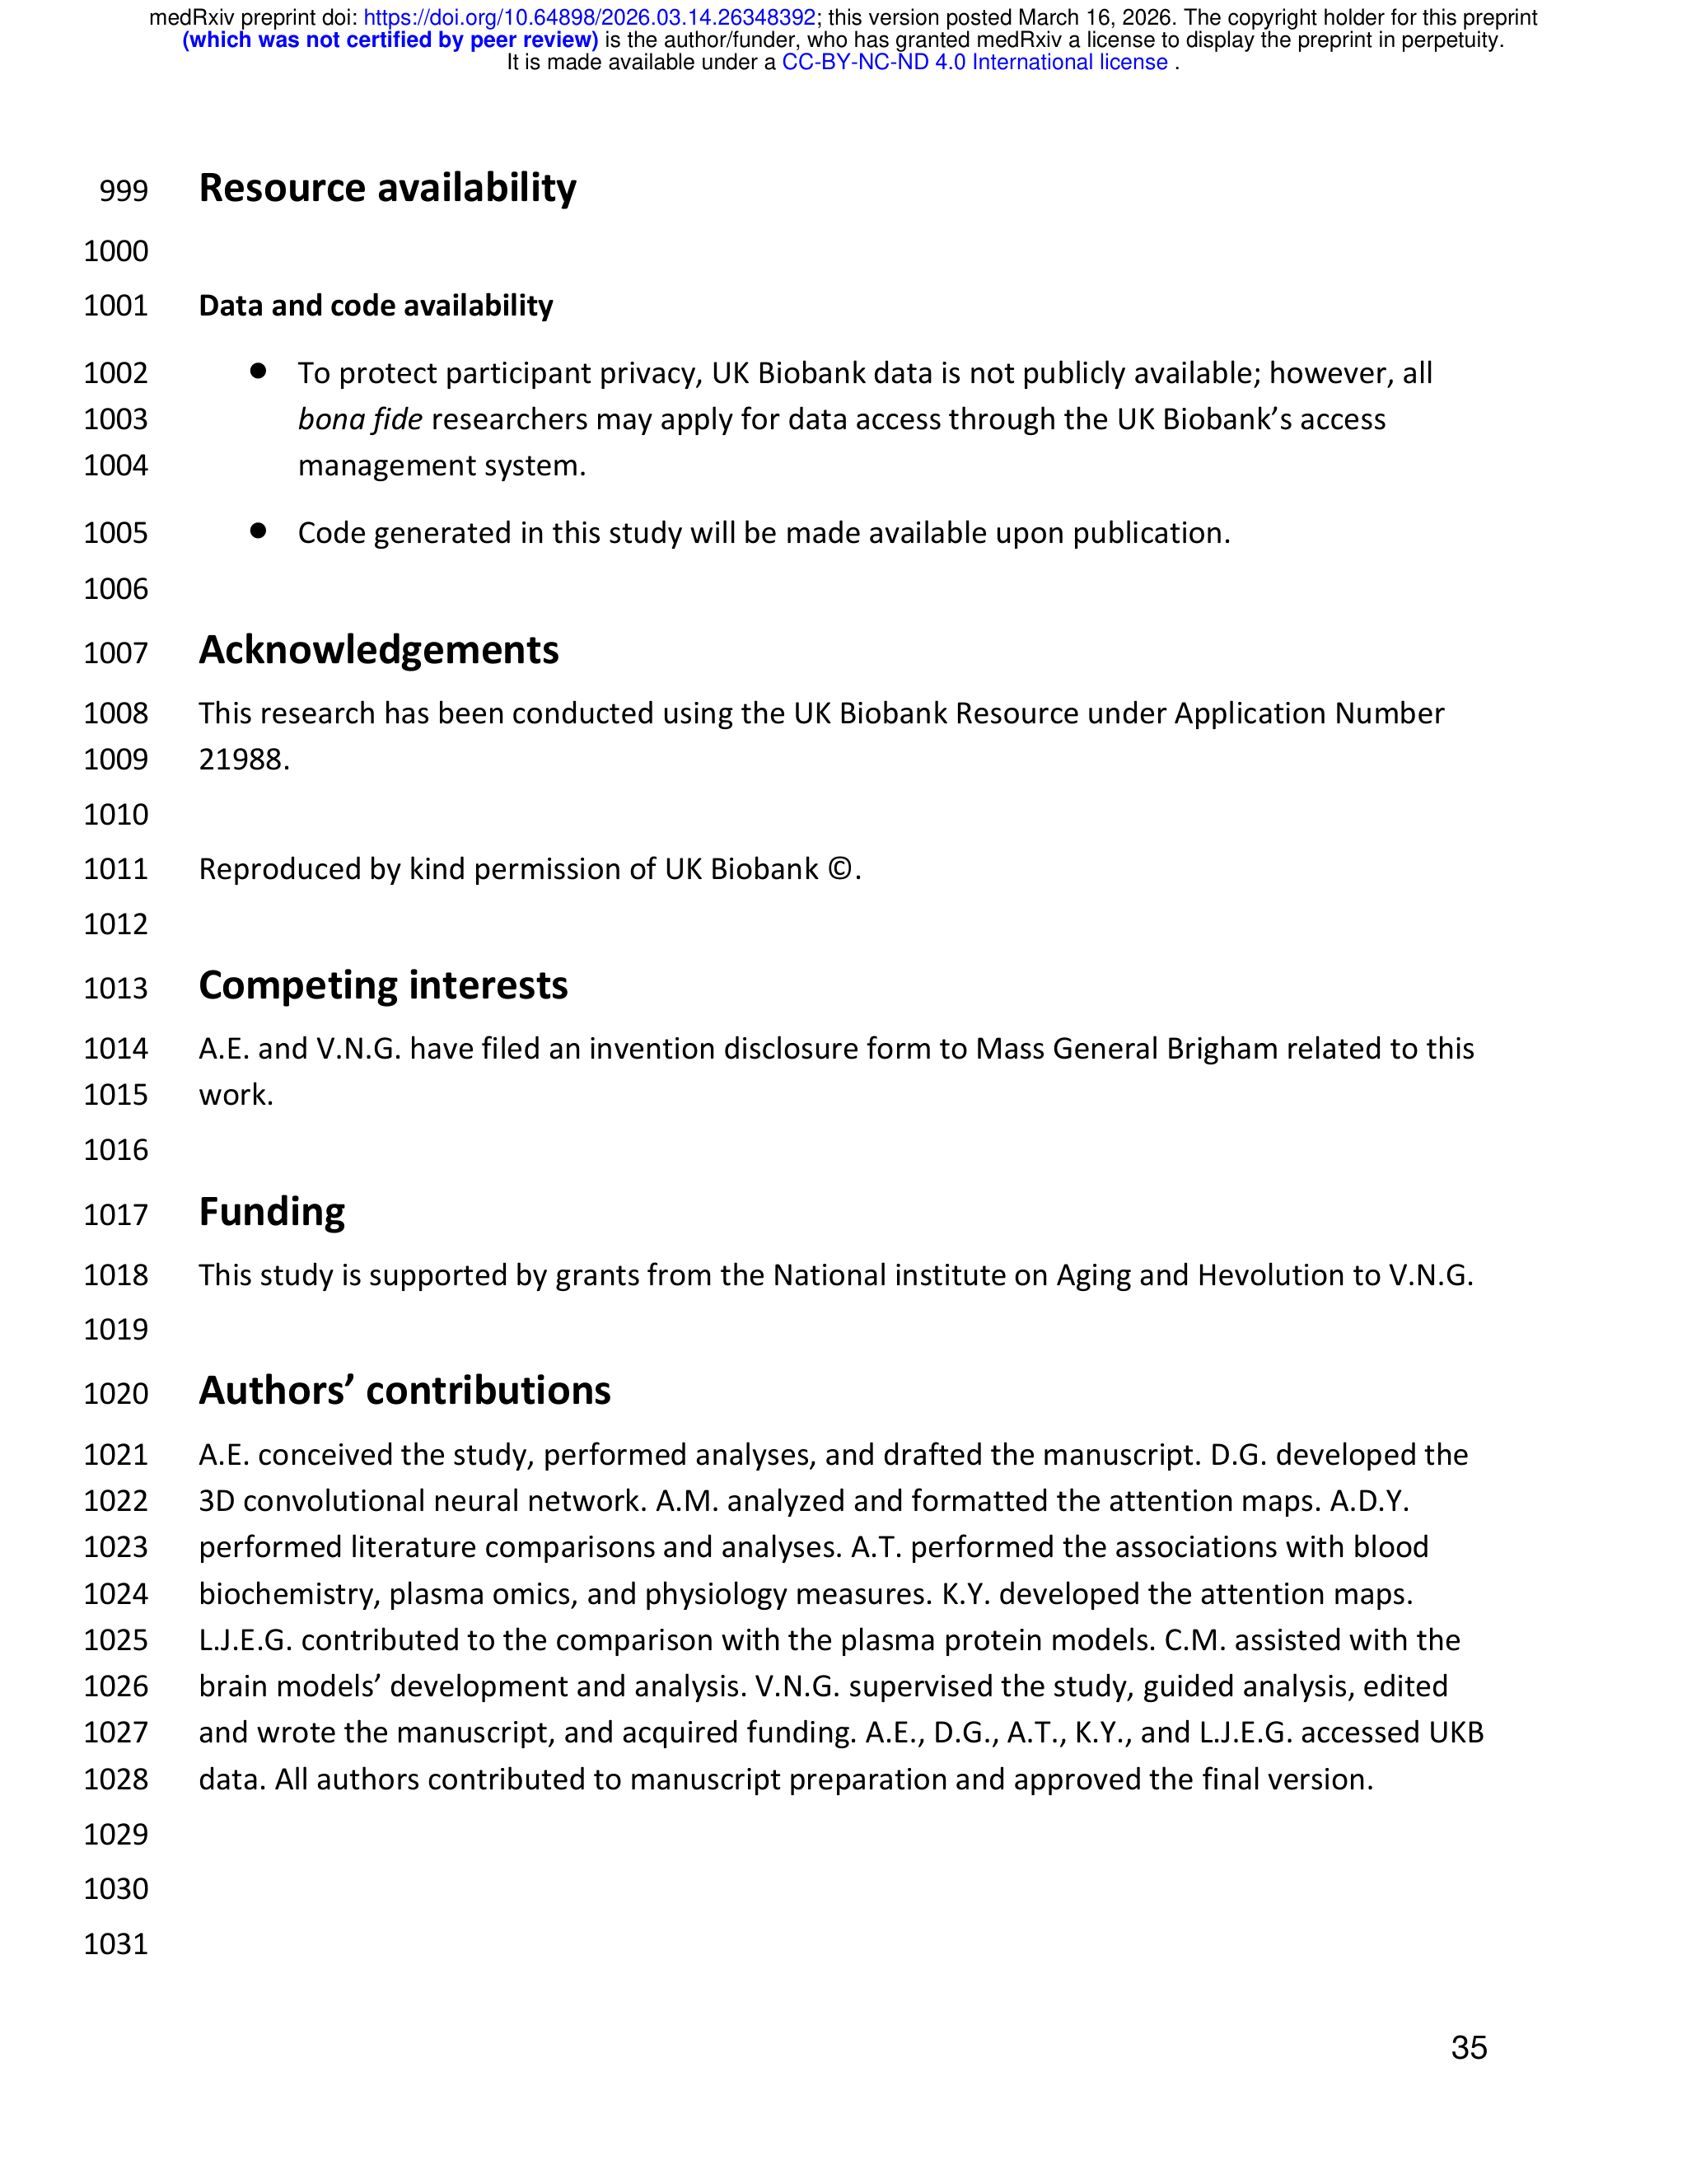 medRxiv preprint doi: https://doi.org/10.64898/2026.03.14.26348392; this version posted March 16, 2026. The copyright holder for this preprint
(which was not certified by peer review) is the author/funder, who has granted medRxiv a license to display the preprint in perpetuity.
It is made available under a CC-BY-NC-ND 4.0 International license .
999 Resource availability
1000
1001 Data and code availability
1002 ● To protect participant privacy, UK Biobank data is not publicly available; however, all
1003 bona fide researchers may apply for data access through the UK Biobank’s access
1004 management system.
1005 ● Code generated in this study will be made available upon publication.
1006
1007 Acknowledgements
1008 This research has been conducted using the UK Biobank Resource under Application Number
1009 21988.
1010
1011 Reproduced by kind permission of UK Biobank ©.
1012
1013 Competing interests
1014 A.E. and V.N.G. have filed an invention disclosure form to Mass General Brigham related to this
1015 work.
1016
1017 Funding
1018 This study is supported by grants from the National institute on Aging and Hevolution to V.N.G.
1019
1020 Authors’ contributions
1021 A.E. conceived the study, performed analyses, and drafted the manuscript. D.G. developed the
1022 3D convolutional neural network. A.M. analyzed and formatted the attention maps. A.D.Y.
1023 performed literature comparisons and analyses. A.T. performed the associations with blood
1024 biochemistry, plasma omics, and physiology measures. K.Y. developed the attention maps.
1025 L.J.E.G. contributed to the comparison with the plasma protein models. C.M. assisted with the
1026 brain models’ development and analysis. V.N.G. supervised the study, guided analysis, edited
1027 and wrote the manuscript, and acquired funding. A.E., D.G., A.T., K.Y., and L.J.E.G. accessed UKB
1028 data. All authors contributed to manuscript preparation and approved the final version.
1029
1030
1031
35